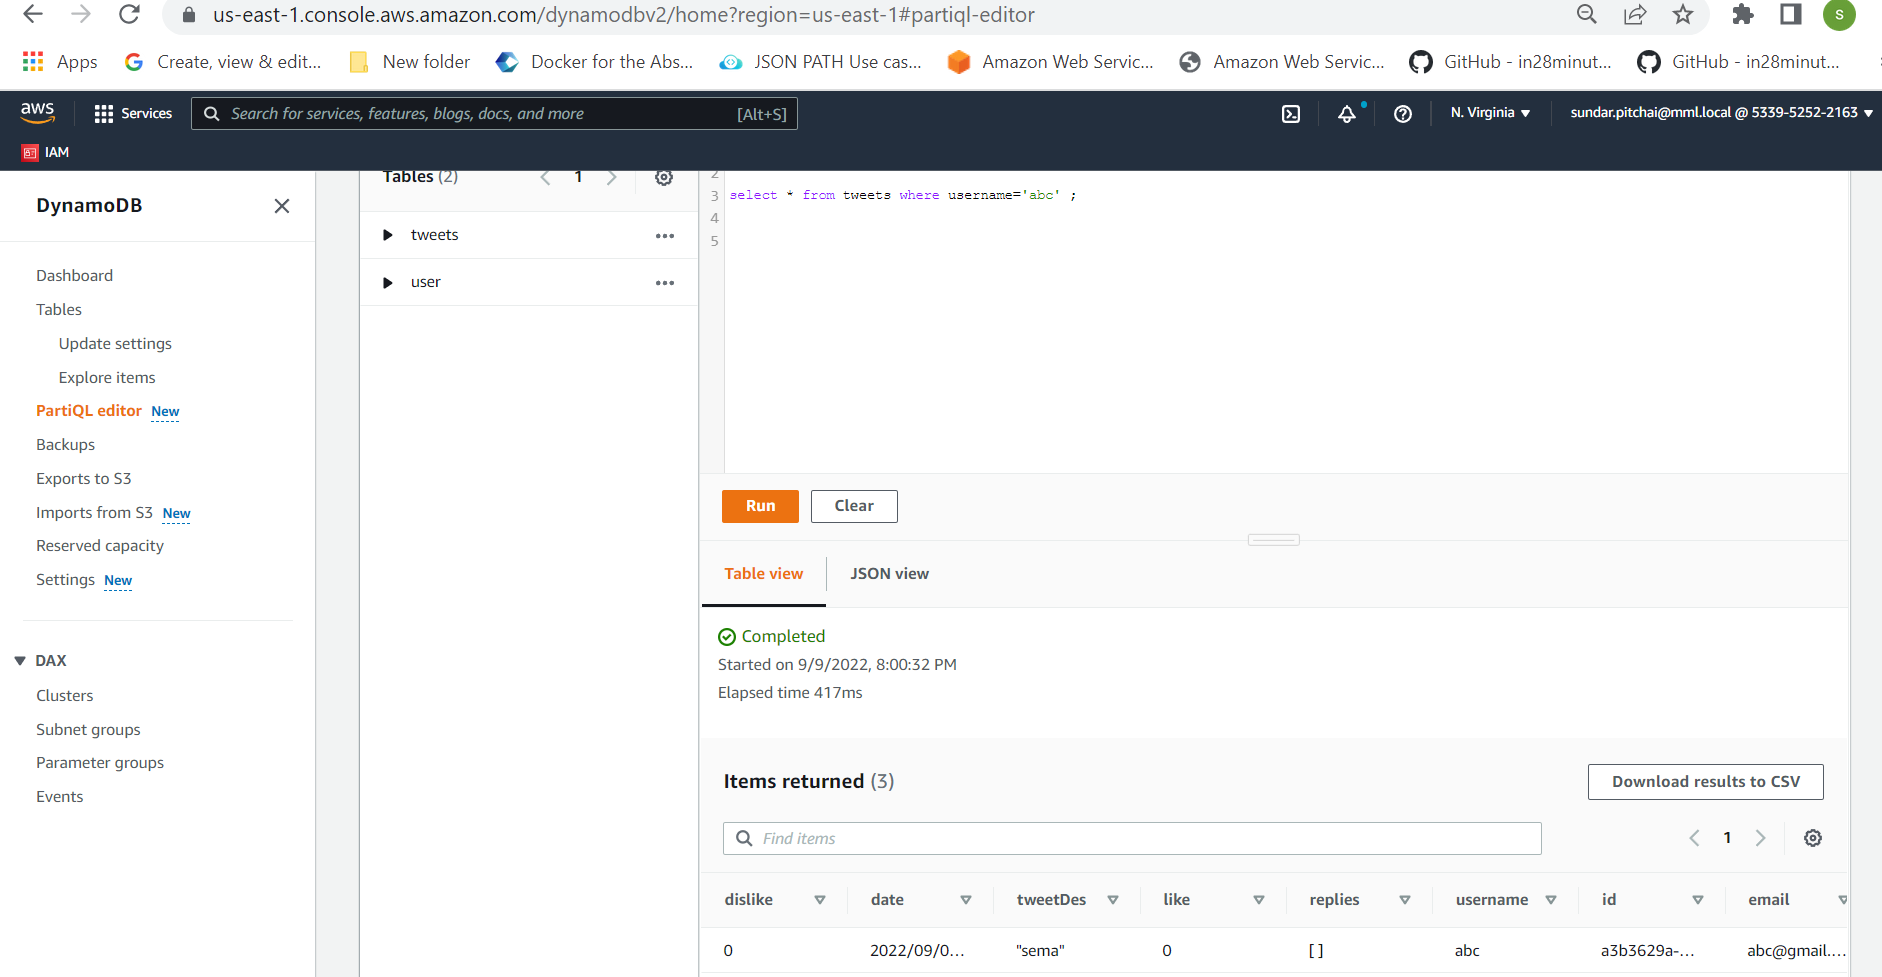 us-east-1.console.aws.amazon.com/dynamodbv2/home?region=us-east-1#partiql-editor
S
Apps
Create, view & edit...
New folder
Docker for the Abs...
JSON PATH Use cas...
Amazon Web Servic...
Amazon Web Servic...
GitHub - in28minut...
GitHub - in28minut...
aws
Services
Search for services, features, blogs, docs, and more
[Alt+S]
N. Virginia
sundar.pitchai@mml.local @ 5339-5252-2163
IAM
DynamoDB
Dashboard
Tables
Update settings
Explore items
PartiQL editor New
Backups
Exports to S3
Imports from S3 New
Reserved capacity
Settings New
DAX
Clusters
Subnet groups
Parameter groups
Events
Tables (2)
1
tweets
user
2
3 select * from tweets where username='abc' ;
4
5
Run
Clear
Table view
JSON view
Completed
Started on 9/9/2022, 8:00:32 PM
Elapsed time 417ms
Items returned (3)
Download results to CSV
Find items
1
dislike date tweetDes like replies username id email
0 2022/09/0... "sema" 0 [ ] abc a3b3629a-... abc@gmail....